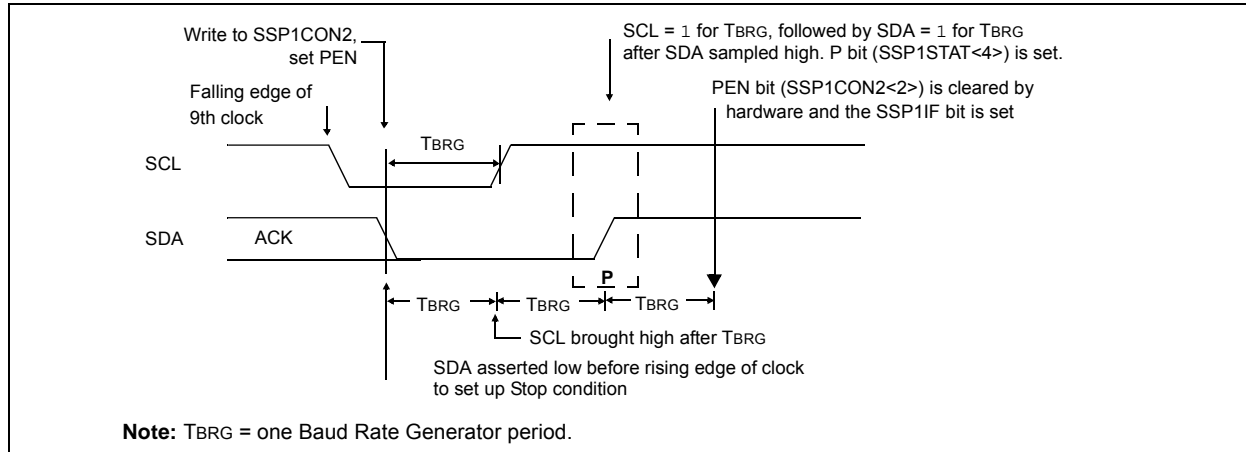 Write to SSP1CON2,
set PEN
SCL = 1 for TBRG, followed by SDA = 1 for TBRG
after SDA sampled high. P bit (SSP1STAT<4>) is set.
Falling edge of
9th clock
PEN bit (SSP1CON2<2>) is cleared by
hardware and the SSP1IF bit is set
TBRG
SCL
SDA
ACK
P
TBRG
TBRG
TBRG
SCL brought high after TBRG
SDA asserted low before rising edge of clock
to set up Stop condition
Note: TBRG = one Baud Rate Generator period.